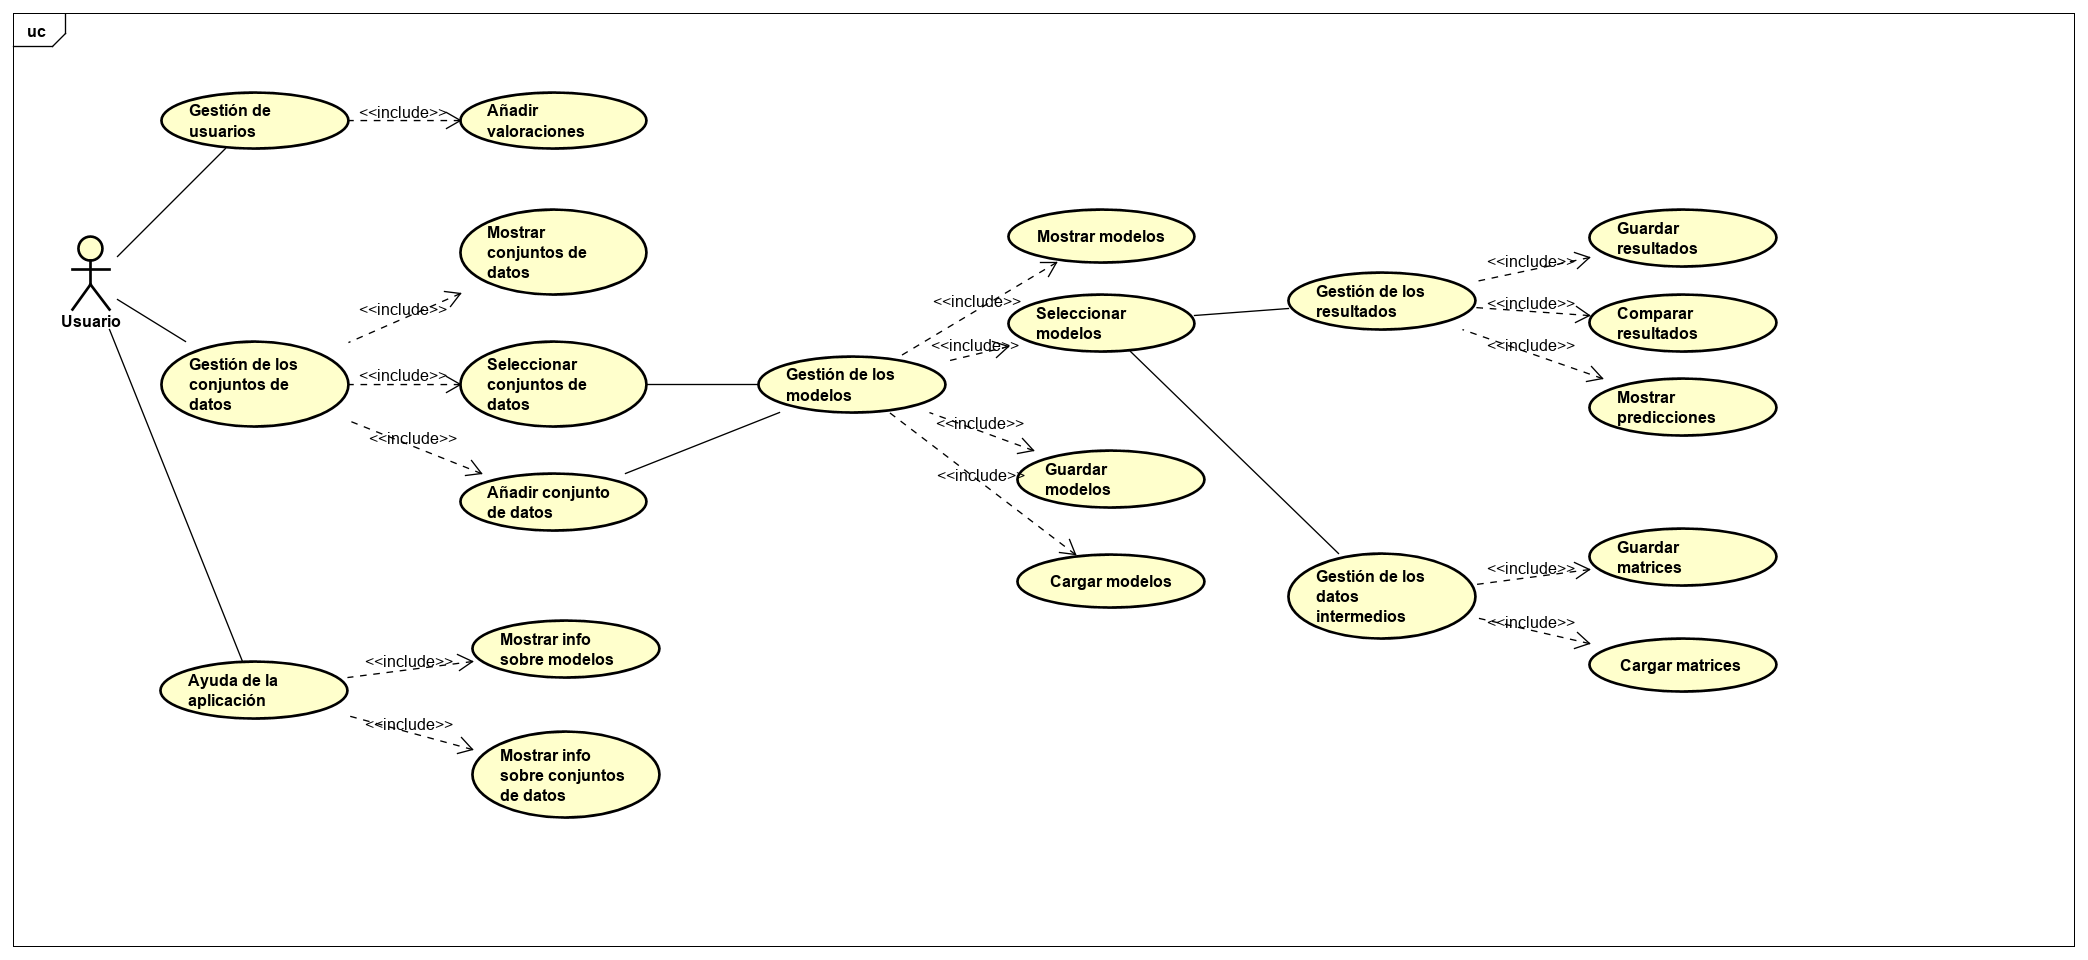 uc
Gestión de
usuarios
<<include>>
Añadir
valoraciones
Usuario
Mostrar
conjuntos de
datos
<<include>>
Gestión de los
conjuntos de
datos
<<include>>
Seleccionar
conjuntos de
datos
<<include>>
Añadir conjunto
de datos
Gestión de los
modelos
<<include>>
Mostrar modelos
<<include>>
Seleccionar
modelos
<<include>>
Guardar
modelos
<<include>>
Cargar modelos
Gestión de los
resultados
<<include>>
Guardar
resultados
<<include>>
Comparar
resultados
<<include>>
Mostrar
predicciones
Gestión de los
datos
intermedios
<<include>>
Guardar
matrices
<<include>>
Cargar matrices
Ayuda de la
aplicación
<<include>>
Mostrar info
sobre modelos
<<include>>
Mostrar info
sobre conjuntos
de datos